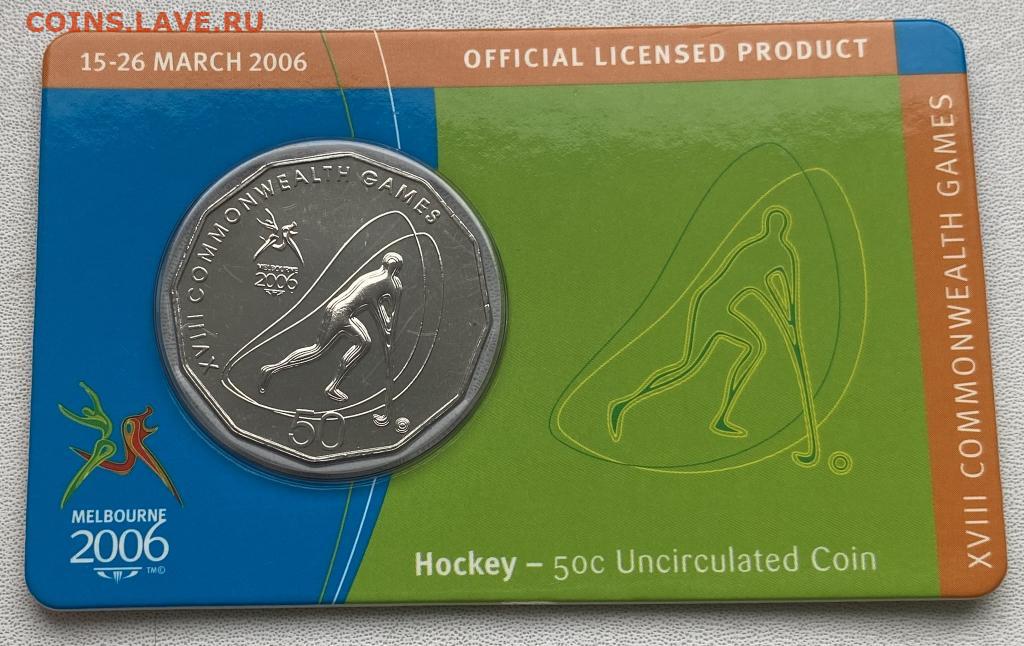 COINS.LAVE.RU
15-26 MARCH 2006
OFFICIAL LICENSED PRODUCT
XVIII COMMONWEALTH GAMES
XVIII COMMONWEALTH GAMES
MELBOURNE
2006
50
MELBOURNE
2006
TM©
Hockey – 50c Uncirculated Coin